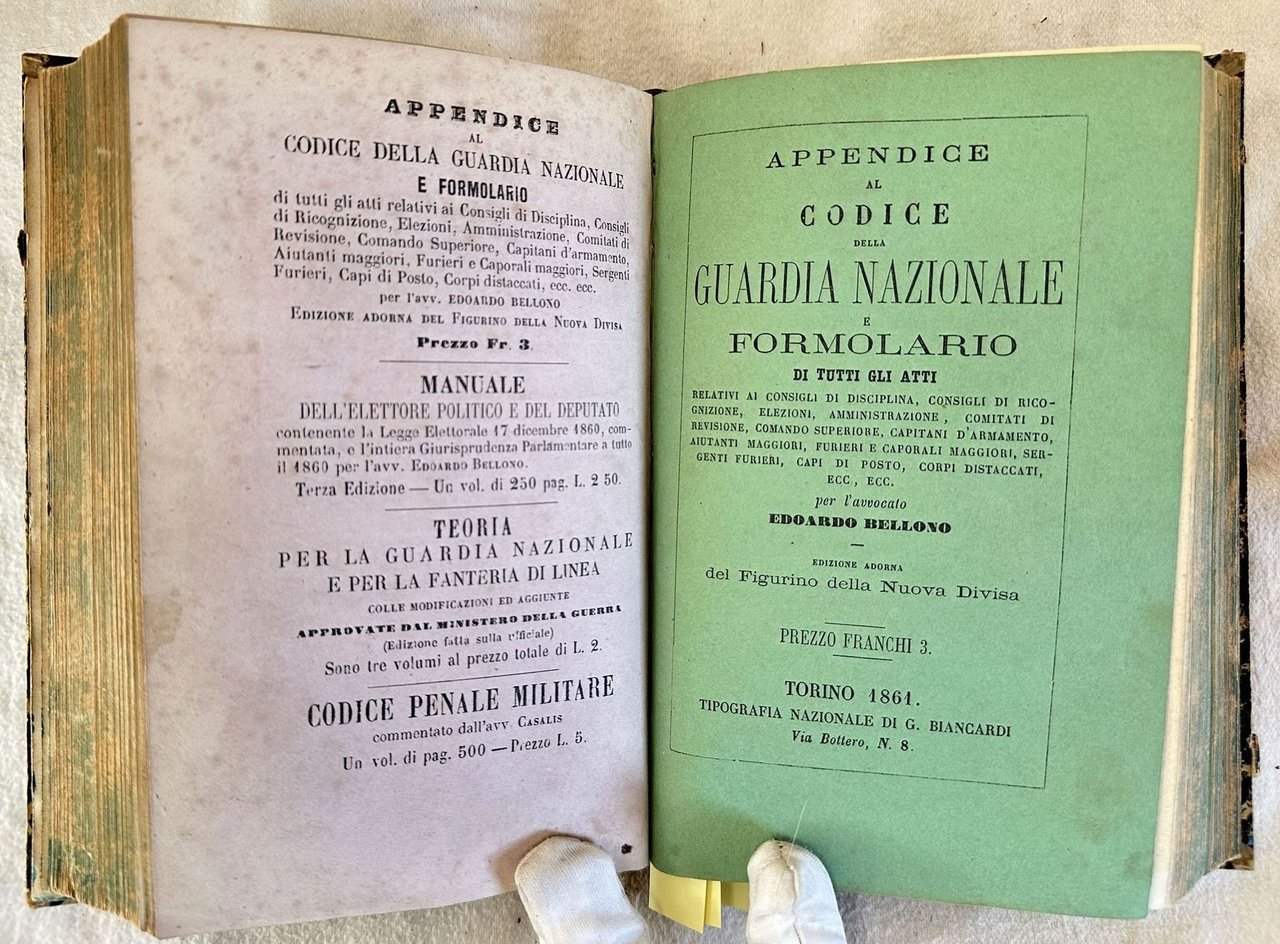 APPENDICE
AL
CODICE DELLA GUARDIA NAZIONALE
E FORMOLARIO
di tutti gli atti relativi ai Consigli di Disciplina, Consigli
di Ricognizione, Elezioni, Amministrazione, Comitati di
Revisione, Comando Superiore, Capitani d'armamento,
Aiutanti maggiori, Furieri e Caporali maggiori, Sergenti
Furieri, Capi di Posto, Corpi distaccati, ecc. ecc.
per l'avv. EDOARDO BELLONO
EDIZIONE ADORNA DEL FIGURINO DELLA NUOVA DIVISA
Prezzo Fr. 3.
MANUALE
DELL'ELETTORE POLITICO E DEL DEPUTATO
contenente la Legge Elettorale 17 dicembre 1860, com-
mentata, e l'intiera Giurisprudenza Parlamentare a tutto
il 1860 per l'avv. EDOARDO BELLONO.
Terza Edizione — Un vol. di 250 pag. L. 2 50.
TEORIA
PER LA GUARDIA NAZIONALE
E PER LA FANTERIA DI LINEA
COLLE MODIFICAZIONI ED AGGIUNTE
APPROVATE DAL MINISTERO DELLA GUERRA
(Edizione fatta sulla ufficiale)
Sono tre volumi al prezzo totale di L. 2.
CODICE PENALE MILITARE
commentato dall'avv. CASALIS
Un vol. di pag. 500 — Prezzo L. 5.
APPENDICE
AL
CODICE
DELLA
GUARDIA NAZIONALE
E
FORMOLARIO
DI TUTTI GLI ATTI
RELATIVI AI CONSIGLI DI DISCIPLINA, CONSIGLI DI RICO-
GNIZIONE, ELEZIONI, AMMINISTRAZIONE, COMITATI DI
REVISIONE, COMANDO SUPERIORE, CAPITANI D'ARMAMENTO,
AIUTANTI MAGGIORI, FURIERI E CAPORALI MAGGIORI, SER-
GENTI FURIERI, CAPI DI POSTO, CORPI DISTACCATI,
ECC., ECC.
per l'avvocato
EDOARDO BELLONO
EDIZIONE ADORNA
del Figurino della Nuova Divisa
PREZZO FRANCHI 3.
TORINO 1861.
TIPOGRAFIA NAZIONALE DI G. BIANCARDI
Via Bottero, N. 8.